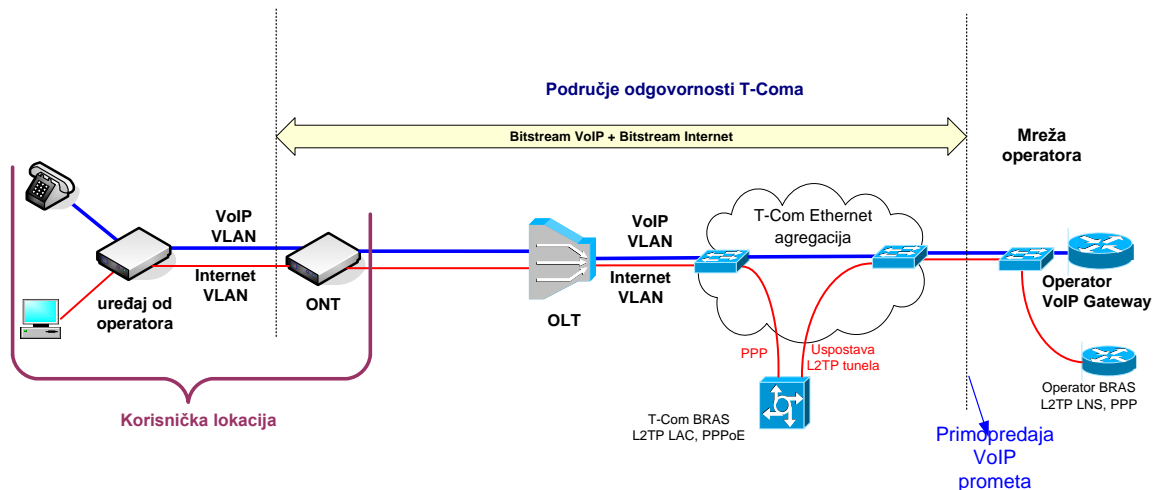 Područje odgovornosti T-Coma
Bitstream VoIP + Bitstream Internet
Mreža
operatora
VoIP
VLAN
Internet
VLAN
uređaj od
operatora
ONT
OLT
VoIP
VLAN
Internet
VLAN
T-Com Ethernet
agregacija
Operator
VoIP Gateway
PPP
Uspostava
L2TP tunela
T-Com BRAS
L2TP LAC, PPPoE
Operator BRAS
L2TP LNS, PPP
Korisnička lokacija
Primopredaja
VoIP
prometa